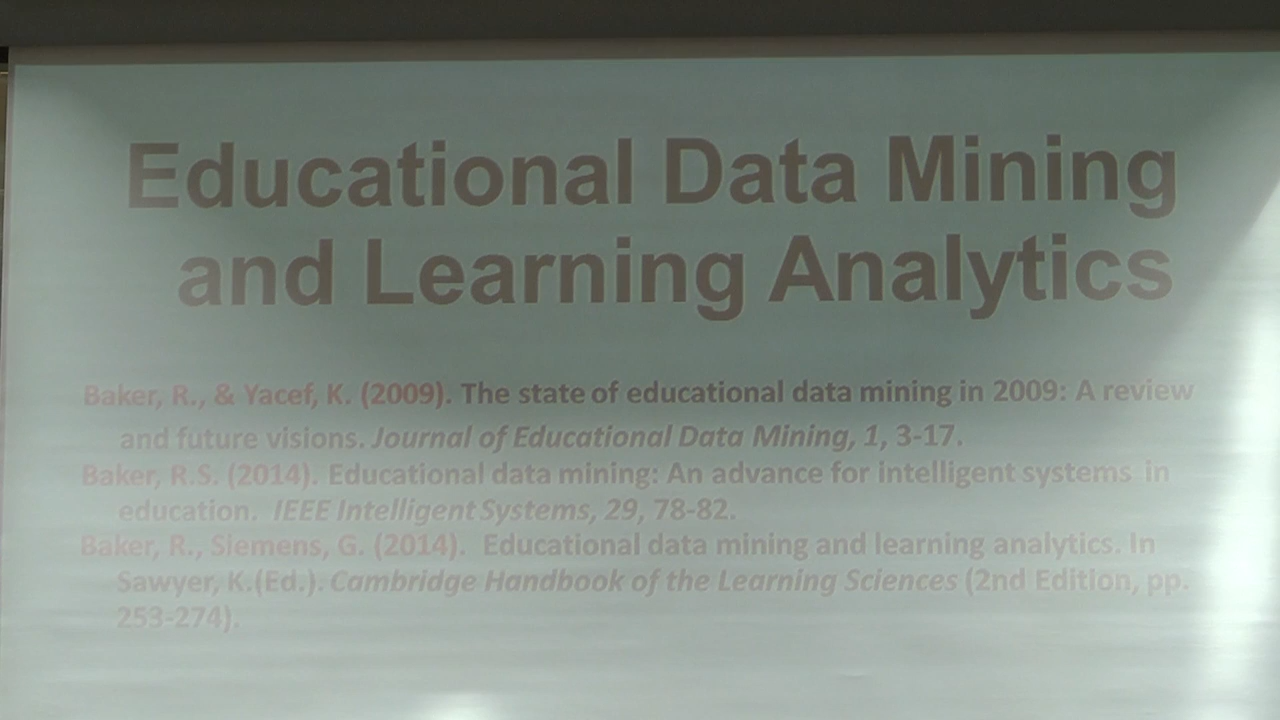 Educational Data Mining
and Learning Analytics
Baker, R., & Yacef, K. (2009). The state of educational data mining in 2009: A review
and future visions. Journal of Educational Data Mining, 1, 3-17.
Baker, R.S. (2014). Educational data mining: An advance for intelligent systems in
education. IEEE Intelligent Systems, 29, 78-82.
Baker, R., Siemens, G. (2014). Educational data mining and learning analytics. In
Sawyer, K.(Ed.). Cambridge Handbook of the Learning Sciences (2nd Edition, pp.
253-274).